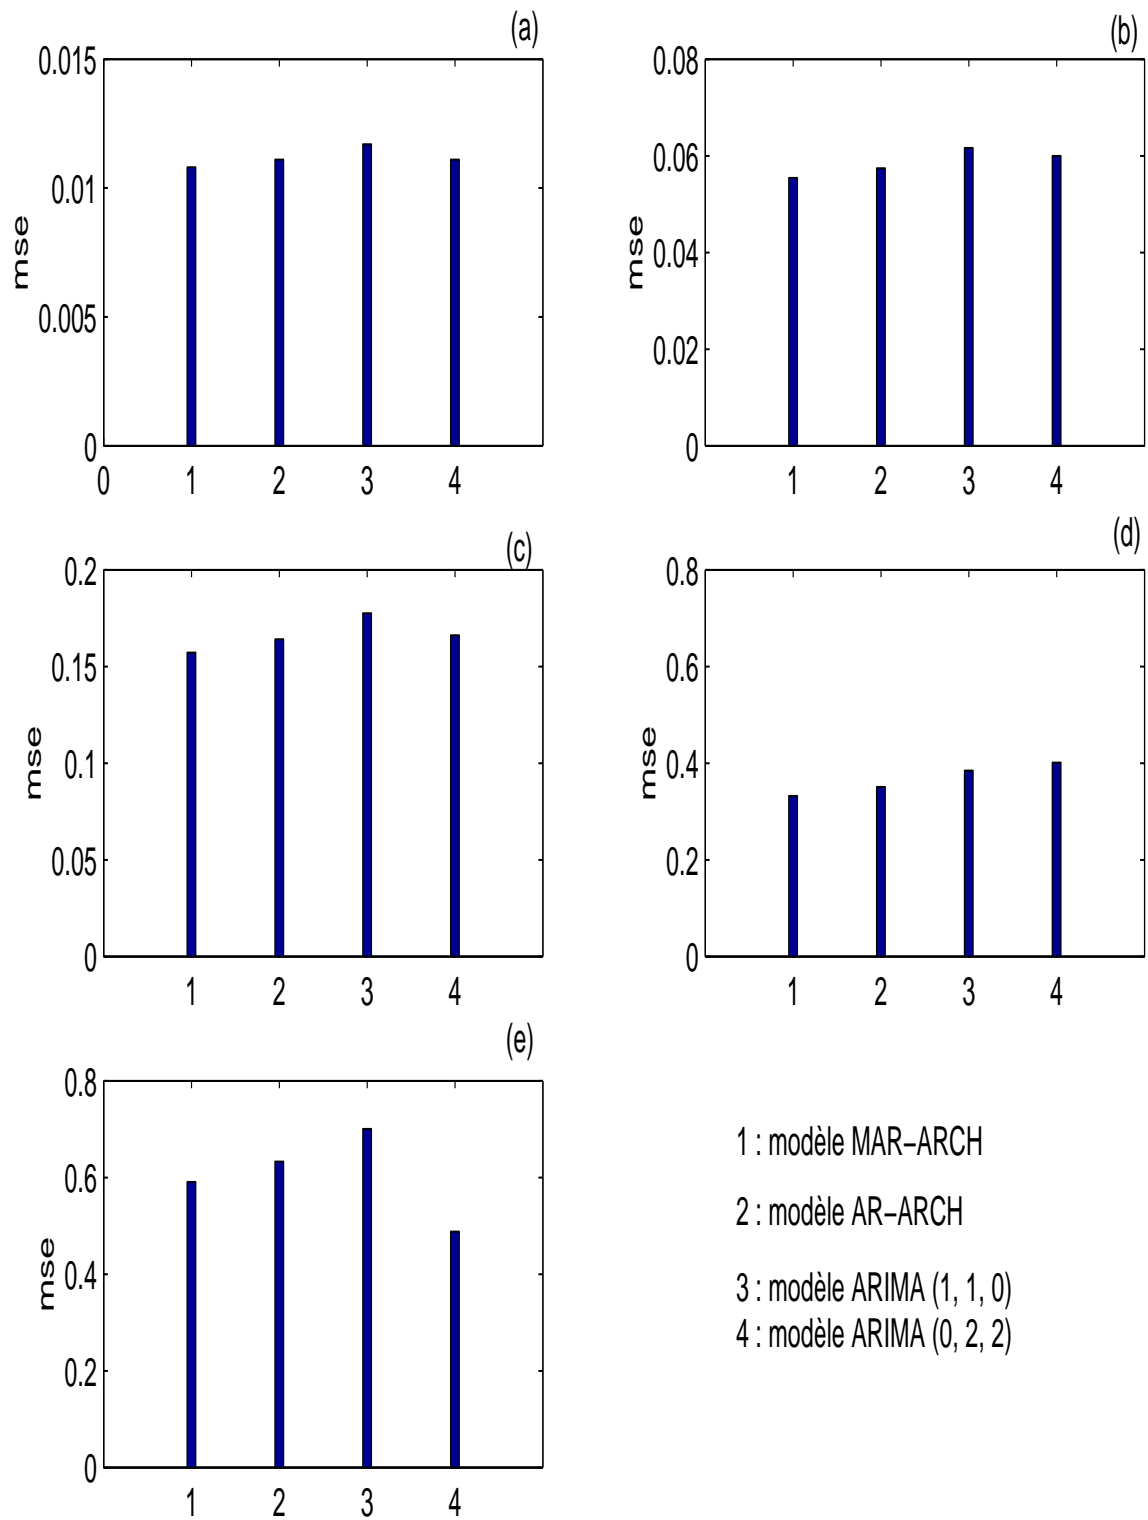 (a)
0.015
0.01
0.005
0
mse
0 1 2 3 4
(b)
0.08
0.06
0.04
0.02
0
mse
1 2 3 4
(c)
0.2
0.15
0.1
0.05
0
mse
1 2 3 4
(d)
0.8
0.6
0.4
0.2
0
mse
1 2 3 4
(e)
0.8
0.6
0.4
0.2
0
mse
1 2 3 4
1 : modèle MAR−ARCH
2 : modèle AR−ARCH
3 : modèle ARIMA (1, 1, 0)
4 : modèle ARIMA (0, 2, 2)